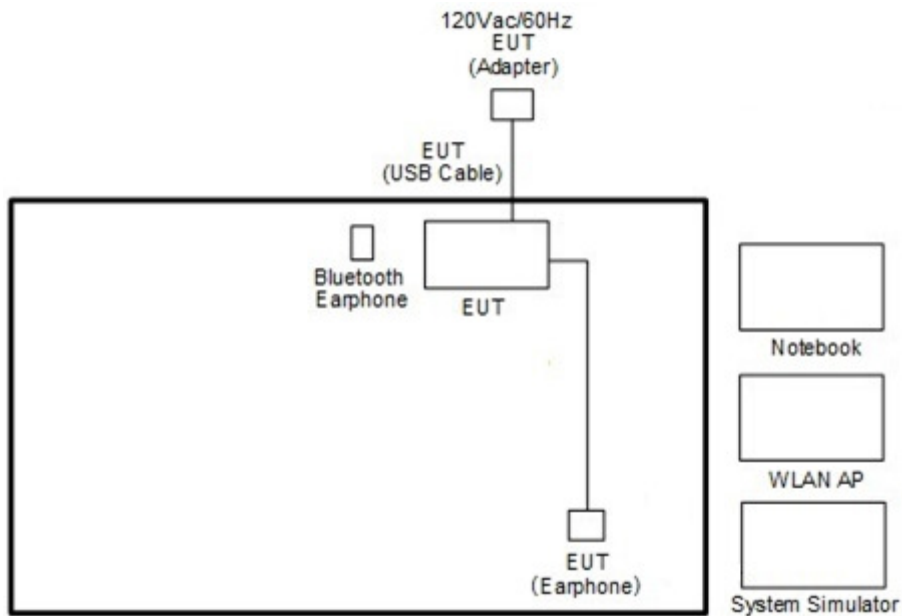 120Vac/60Hz
EUT
(Adapter)
EUT
(USB Cable)
Bluetooth
Earphone
EUT
Notebook
WLAN AP
EUT
(Earphone)
System Simulator